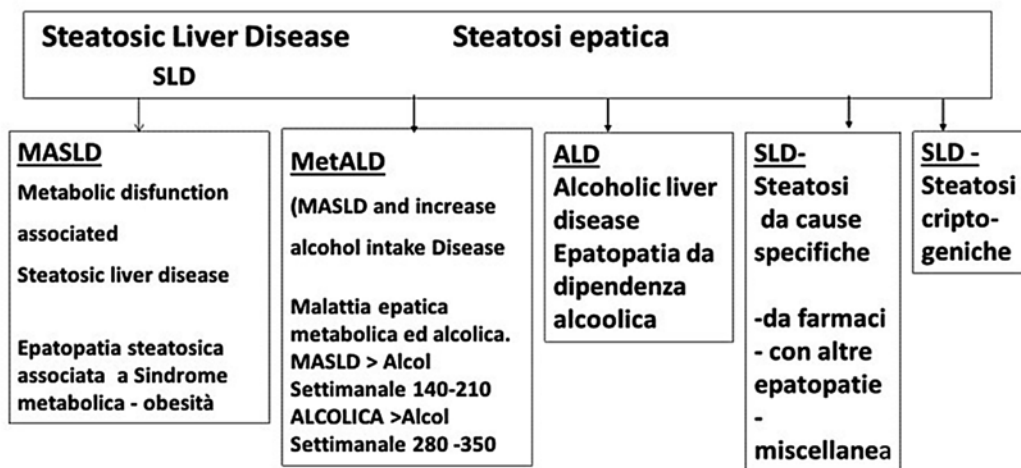 Steatosic Liver Disease Steatosi epatica
SLD
MASLD
Metabolic disfunction
associated
Steatosic liver disease
Epatopatia steatosica
associata a Sindrome
metabolica - obesità
MetALD
(MASLD and increase
alcohol intake Disease
Malattia epatica
metabolica ed alcolica.
MASLD > Alcol
Settimanale 140-210
ALCOLICA >Alcol
Settimanale 280 -350
ALD
Alcoholic liver
disease
Epatopatia da
dipendenza
alcoolica
SLD-
Steatosi
da cause
specifiche
-da farmaci
- con altre
epatopatie
-
miscellanea
SLD -
Steatosi
cripto-
geniche